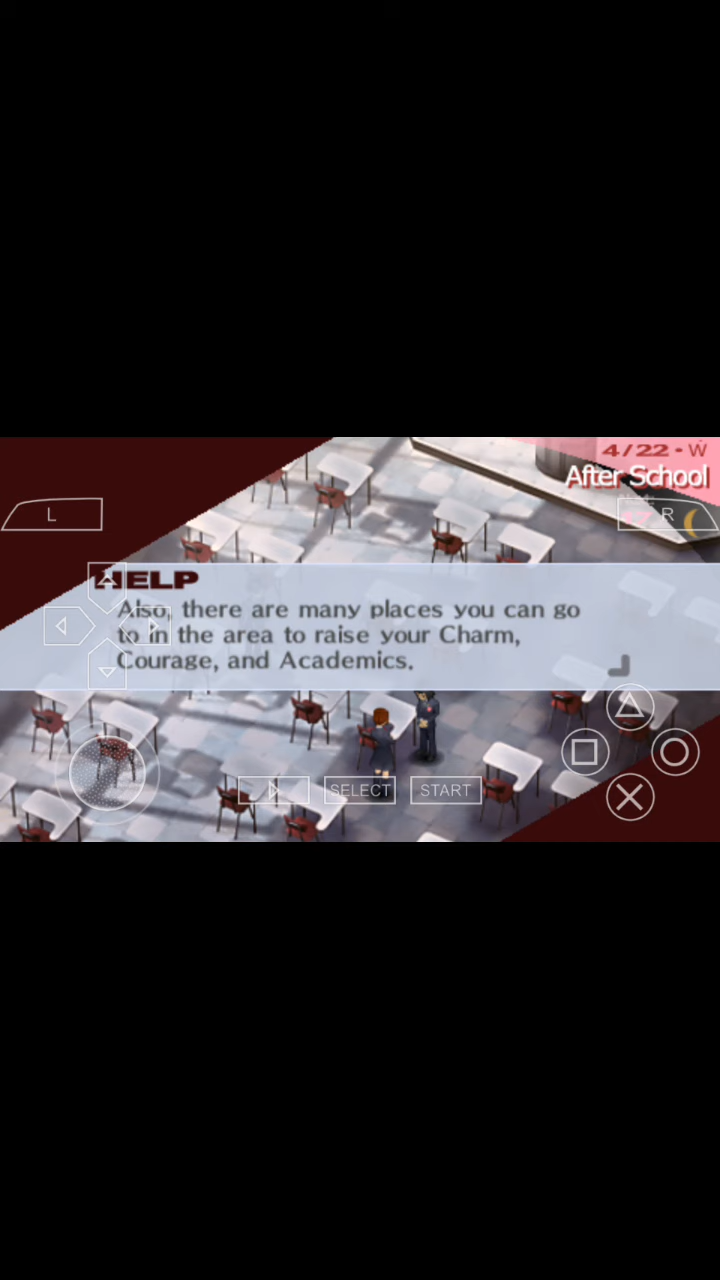 4/22 • W
After School
L
R
HELP
Also, there are many places you can go
to in the area to raise your Charm,
Courage, and Academics.
SELECT
START